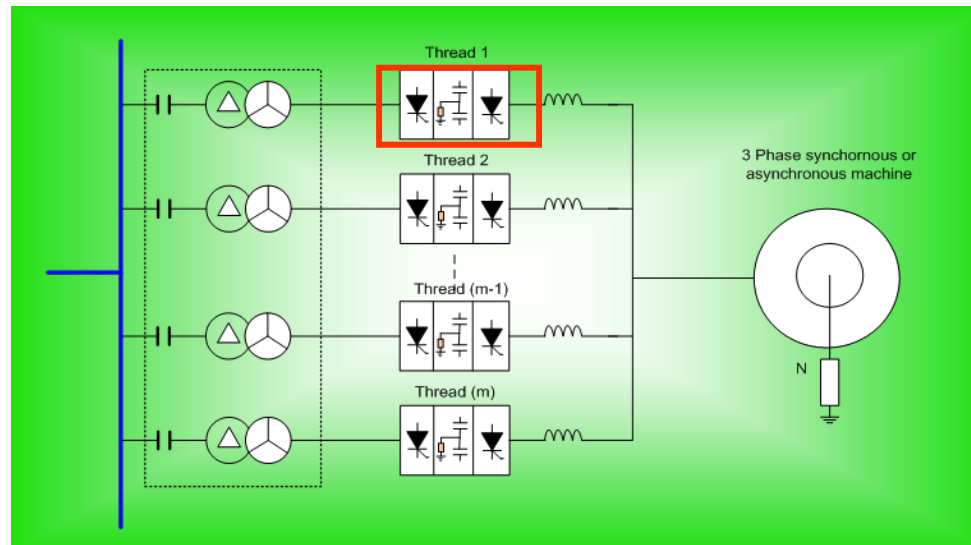 Thread 1
Thread 2
3 Phase synchornous or
asynchronous machine
Thread (m-1)
N
Thread (m)